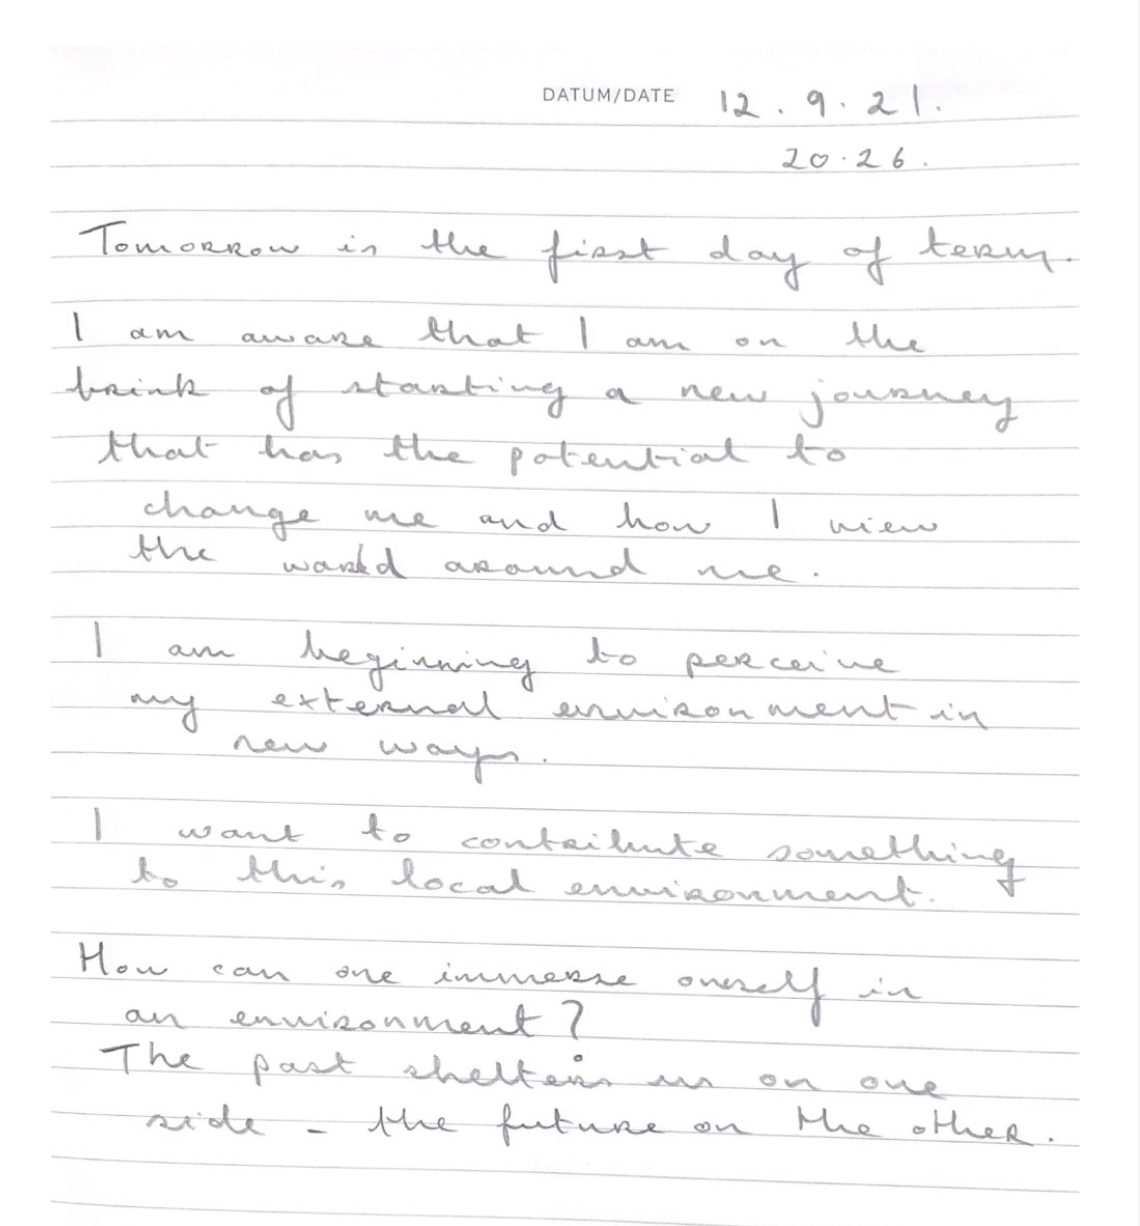 DATUM/DATE 12.9.21.
20.26.
Tomorrow is the first day of term.
I am aware that I am on the
brink of starting a new journey
that has the potential to
change me and how I view
the world around me.
I am beginning to perceive
my external environment in
new ways.
I want to contribute something
to this local environment.
How can one immerse oneself in
an environment?
The past shelters us on one
side - the future on the other.